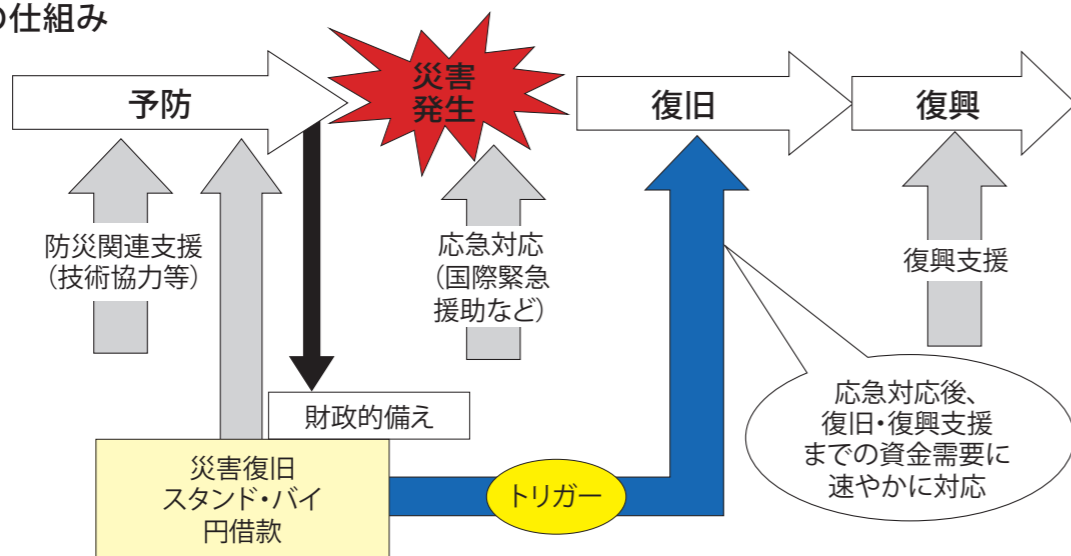 の仕組み
予防
災害
発生
復旧
復興
防災関連支援
（技術協力等）
応急対応
（国際緊急
援助など）
復興支援
財政的備え
災害復旧
スタンド・バイ
円借款
トリガー
応急対応後、
復旧・復興支援
までの資金需要に
速やかに対応